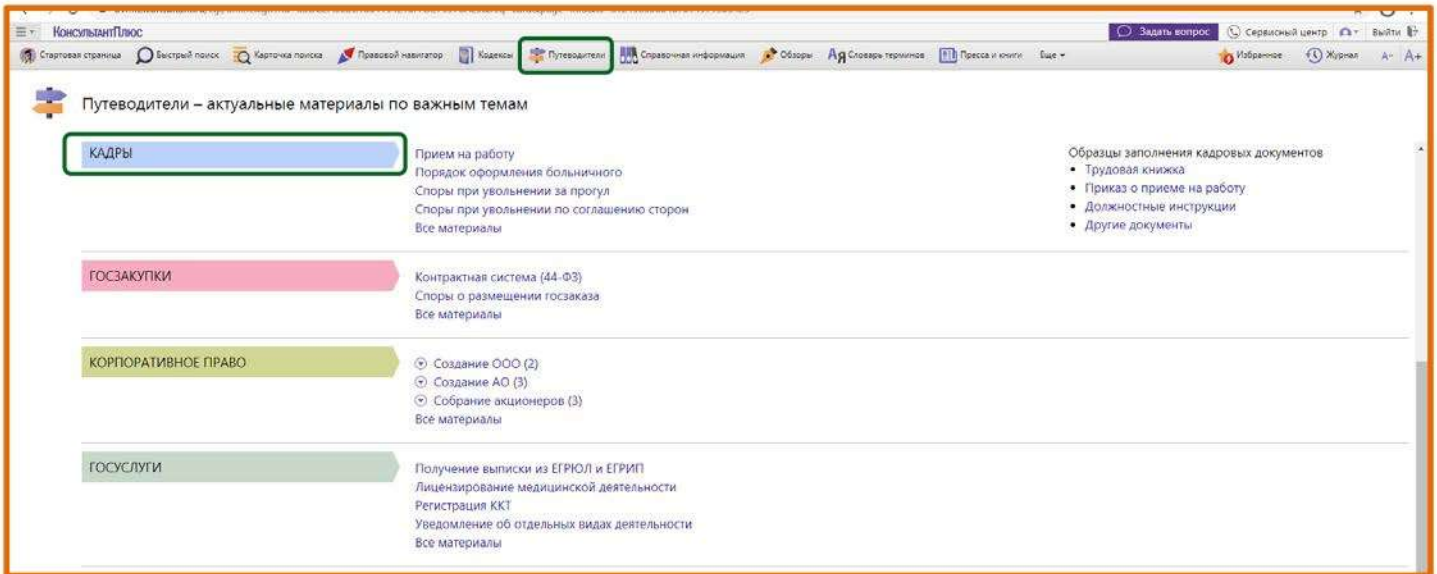 КонсультантПлюс
Задать вопрос
Сервисный центр
Выйти
Стартовая страница
Быстрый поиск
Карточка поиска
Правовой навигатор
Кодексы
Путеводители
Справочная информация
Обзоры
Словарь терминов
Пресса и книги
Еще
Избранное
Журнал
А-
А+
Путеводители – актуальные материалы по важным темам
КАДРЫ
Прием на работу
Порядок оформления больничного
Споры при увольнении за прогул
Споры при увольнении по соглашению сторон
Все материалы
Образцы заполнения кадровых документов
• Трудовая книжка
• Приказ о приеме на работу
• Должностные инструкции
• Другие документы
ГОСЗАКУПКИ
Контрактная система (44-ФЗ)
Споры о размещении госзаказа
Все материалы
КОРПОРАТИВНОЕ ПРАВО
Создание ООО (2)
Создание АО (3)
Собрание акционеров (3)
Все материалы
ГОСУСЛУГИ
Получение выписки из ЕГРЮЛ и ЕГРИП
Лицензирование медицинской деятельности
Регистрация ККТ
Уведомление об отдельных видах деятельности
Все материалы